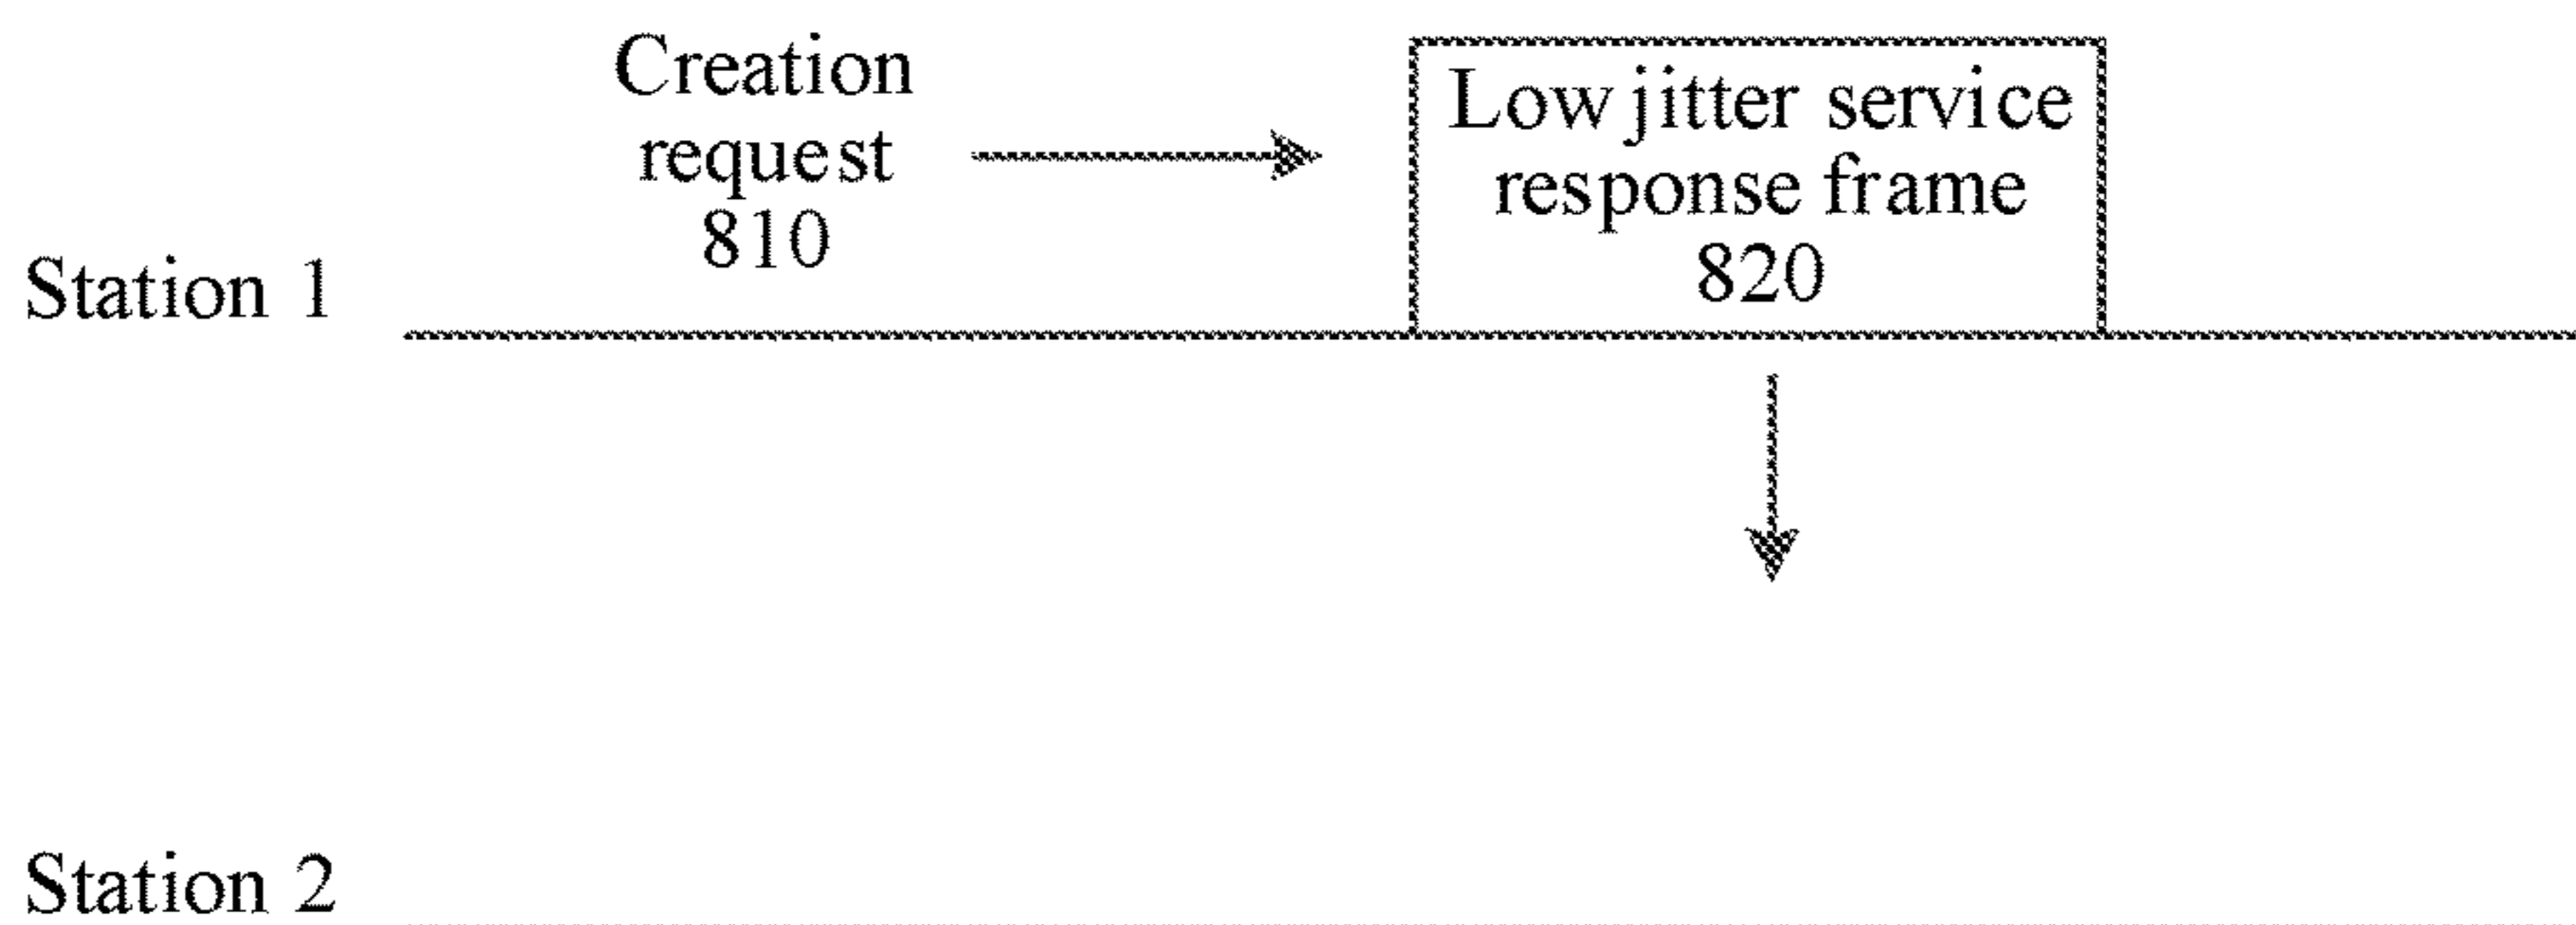 Creation
request
810
Low jitter service
response frame
820
Station 1
Station 2